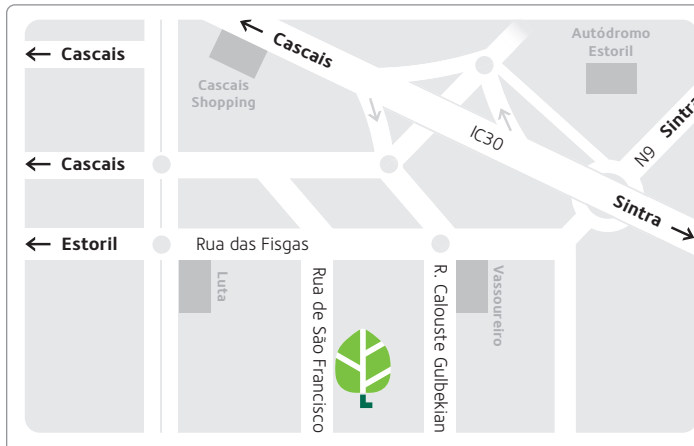 ← Cascais
← Cascais
Cascais
Shopping
Autódromo
Estoril
IC30
N9 Sintra
Sintra →
← Cascais
← Estoril
Rua das Fisgas
Luta
Rua de São Francisco
R. Calouste Gulbekian
Vassoureiro